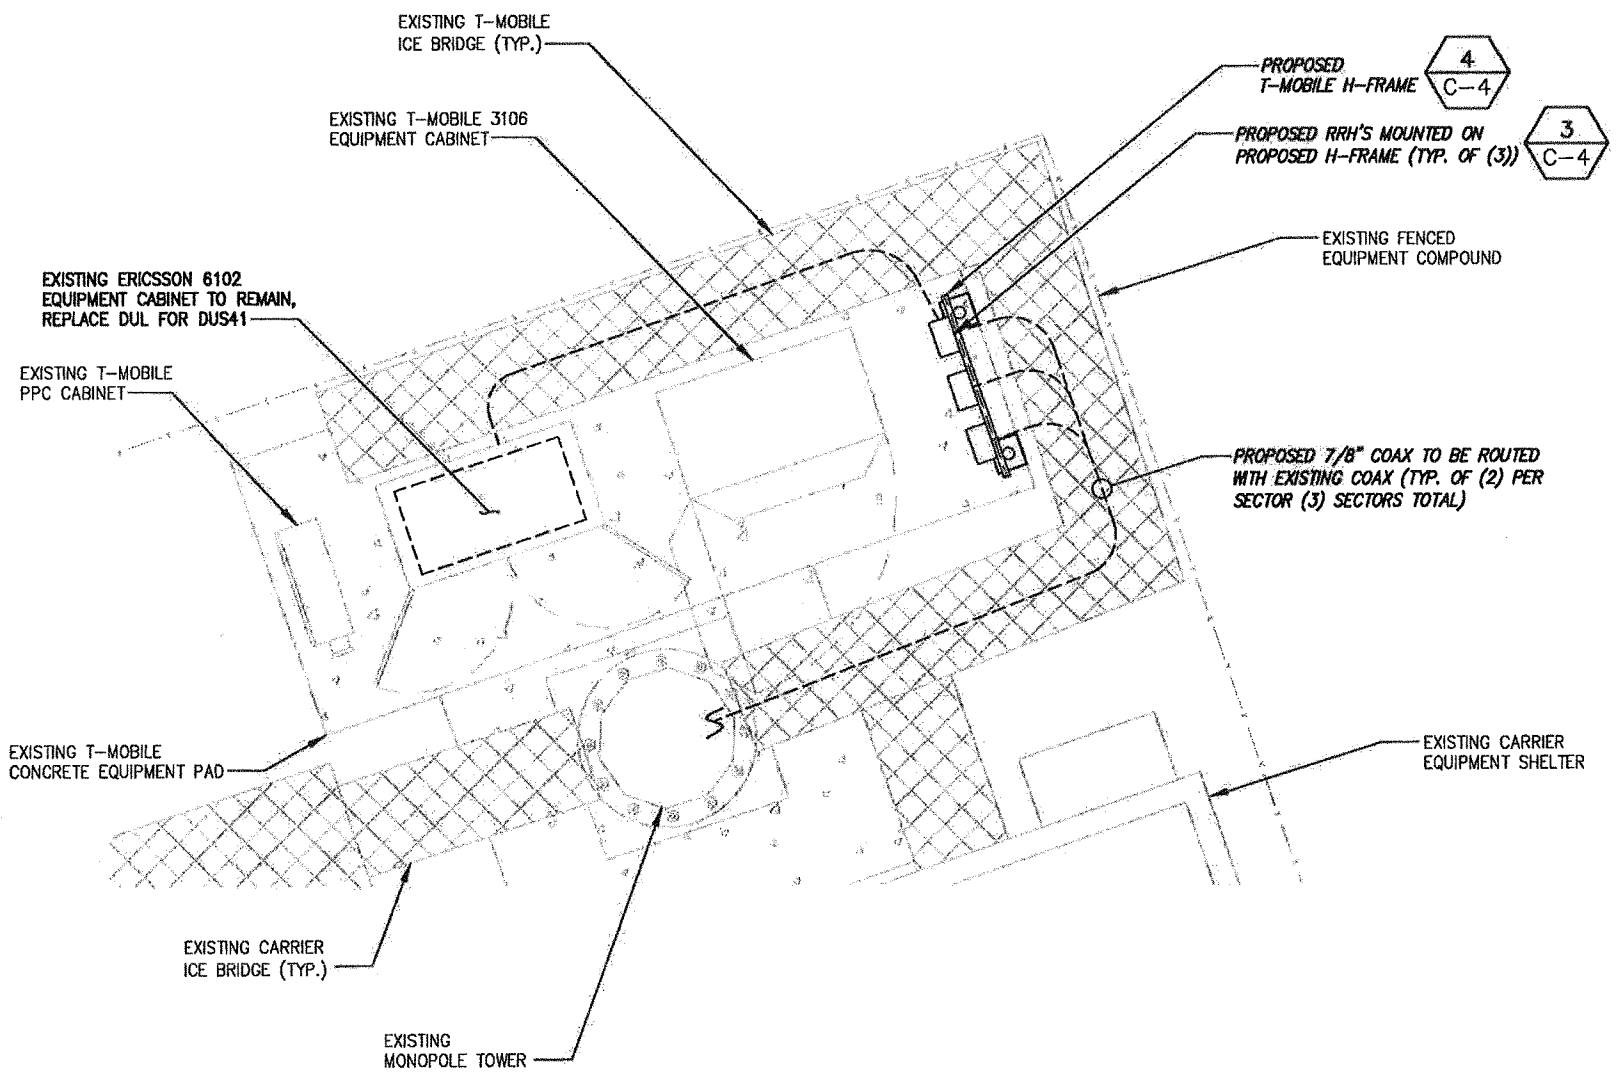 EXISTING T-MOBILE
ICE BRIDGE (TYP.)
PROPOSED
T-MOBILE H-FRAME
4
C-4
EXISTING T-MOBILE 3106
EQUIPMENT CABINET
PROPOSED RRH'S MOUNTED ON
PROPOSED H-FRAME (TYP. OF (3))
3
C-4
EXISTING FENCED
EQUIPMENT COMPOUND
EXISTING ERICSSON 6102
EQUIPMENT CABINET TO REMAIN,
REPLACE DUL FOR DUS41
EXISTING T-MOBILE
PPC CABINET
PROPOSED 7/8" COAX TO BE ROUTED
WITH EXISTING COAX (TYP. OF (2) PER
SECTOR (3) SECTORS TOTAL)
EXISTING T-MOBILE
CONCRETE EQUIPMENT PAD
EXISTING CARRIER
EQUIPMENT SHELTER
EXISTING CARRIER
ICE BRIDGE (TYP.)
EXISTING
MONOPOLE TOWER